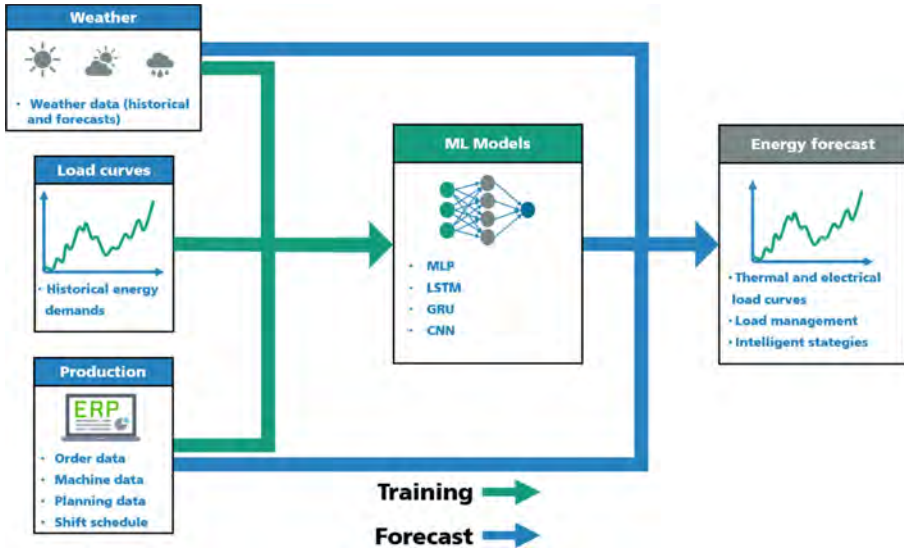 Weather
· Weather data (historical
and forecasts)
Load curves
· Historical energy
demands
Production
ERP
· Order data
· Machine data
· Planning data
· Shift schedule
ML Models
· MLP
· LSTM
· GRU
· CNN
Energy forecast
· Thermal and electrical
load curves
· Load management
· Intelligent stategies
Training
Forecast